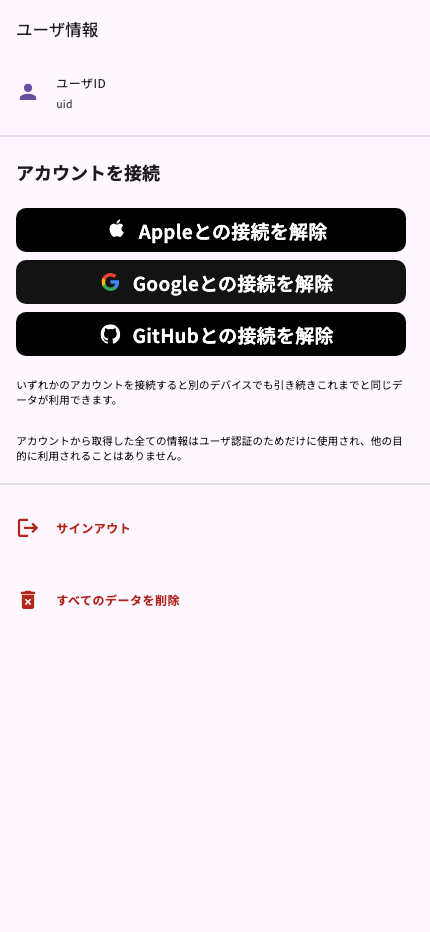 ユーザ情報
ユーザID
uid
アカウントを接続
Appleとの接続を解除
Googleとの接続を解除
GitHubとの接続を解除
いずれかのアカウントを接続すると別のデバイスでも引き続きこれまでと同じデ
ータが利用できます。
アカウントから取得した全ての情報はユーザ認証のためだけに使用され、他の目
的に利用されることはありません。
サインアウト
すべてのデータを削除